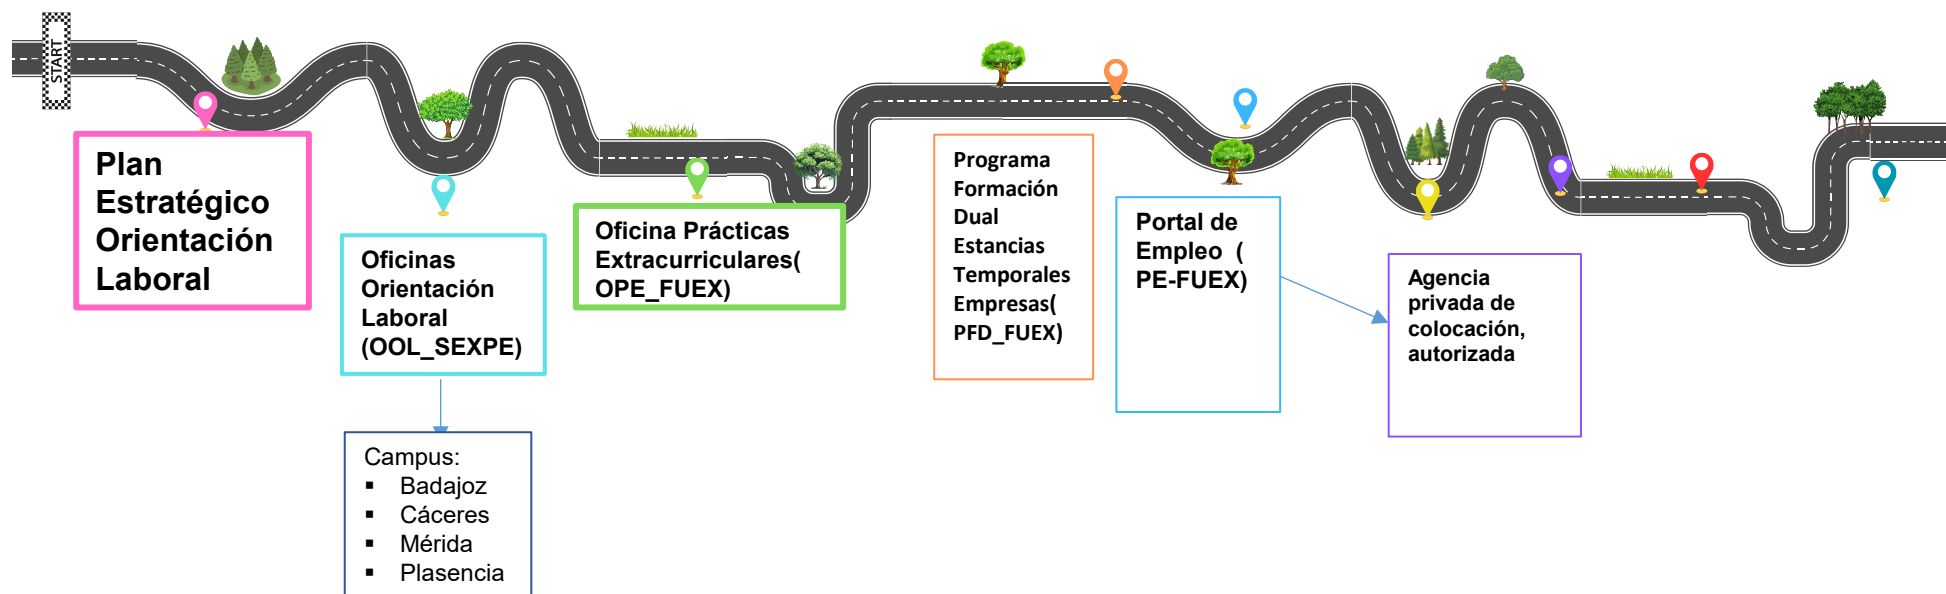 START
Plan
Estratégico
Orientación
Laboral
Oficinas
Orientación
Laboral
(OOL_SEXPE)
Campus:
▪ Badajoz
▪ Cáceres
▪ Mérida
▪ Plasencia
Oficina Prácticas
Extracurriculares(
OPE_FUEX)
Programa
Formación
Dual
Estancias
Temporales
Empresas(
PFD_FUEX)
Portal de
Empleo (
PE-FUEX)
Agencia
privada de
colocación,
autorizada